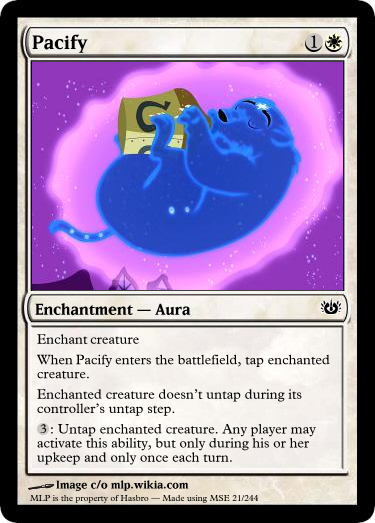 Pacify 1
Enchantment — Aura
Enchant creature
When Pacify enters the battlefield, tap enchanted
creature.
Enchanted creature doesn't untap during its
controller's untap step.
3: Untap enchanted creature. Any player may
activate this ability, but only during his or her
upkeep and only once each turn.
Image c/o mlp.wikia.com
MLP is the property of Hasbro — Made using MSE 21/244